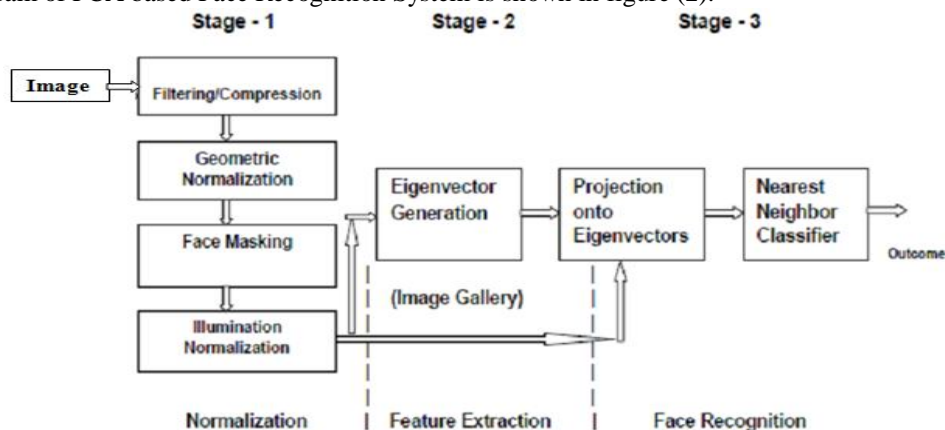 Stage - 1 Stage - 2 Stage - 3
Image
Filtering/Compression
Geometric
Normalization
Face Masking
Illumination
Normalization
Eigenvector
Generation
(Image Gallery)
Projection
onto
Eigenvectors
Nearest
Neighbor
Classifier
Outcome
Normalization Feature Extraction Face Recognition